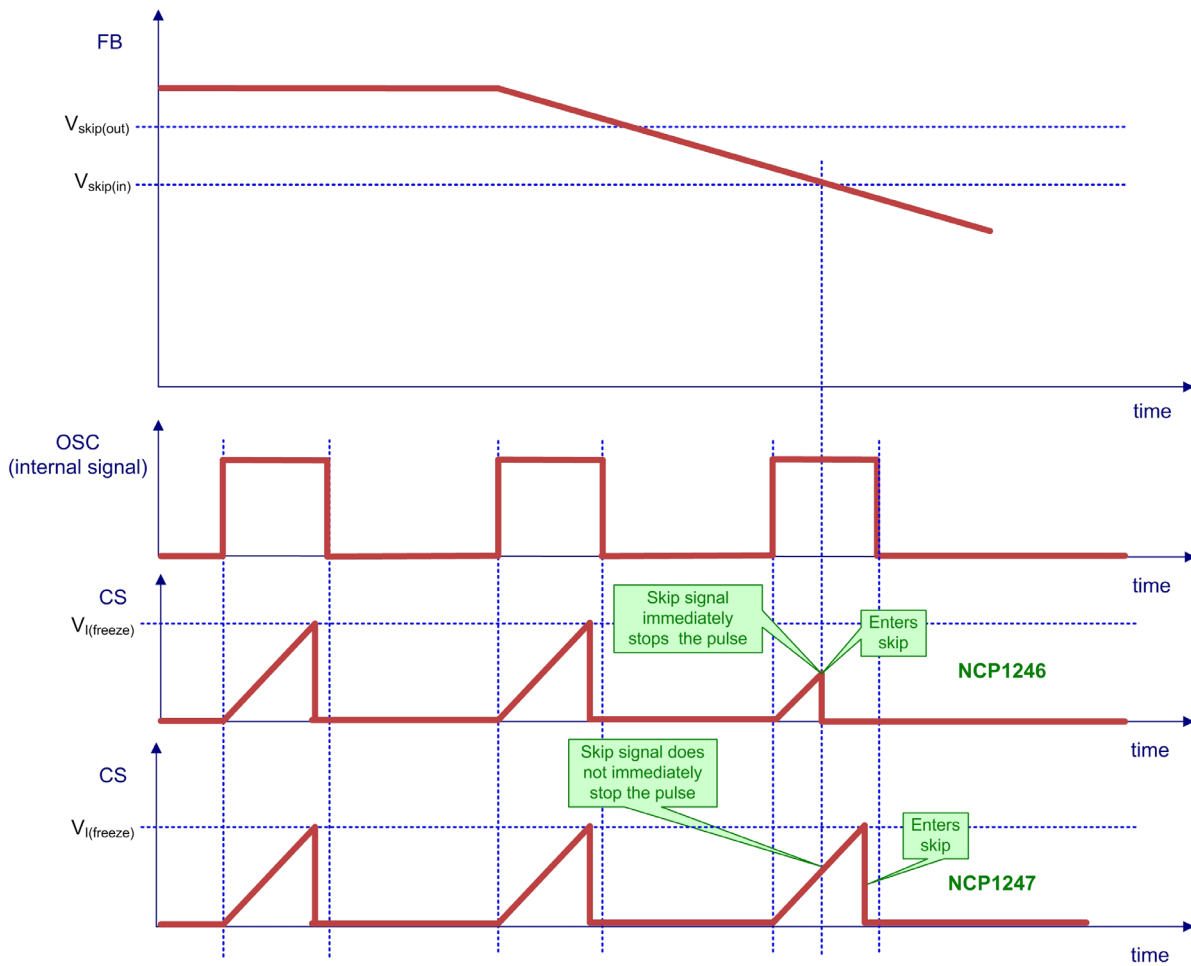 FB
Vskip(out)
Vskip(in)
time
OSC
(internal signal)
time
CS
VI(freeze)
Skip signal
immediately
stops the pulse
Enters
skip
NCP1246
time
CS
VI(freeze)
Skip signal does
not immediately
stop the pulse
Enters
skip
NCP1247
time